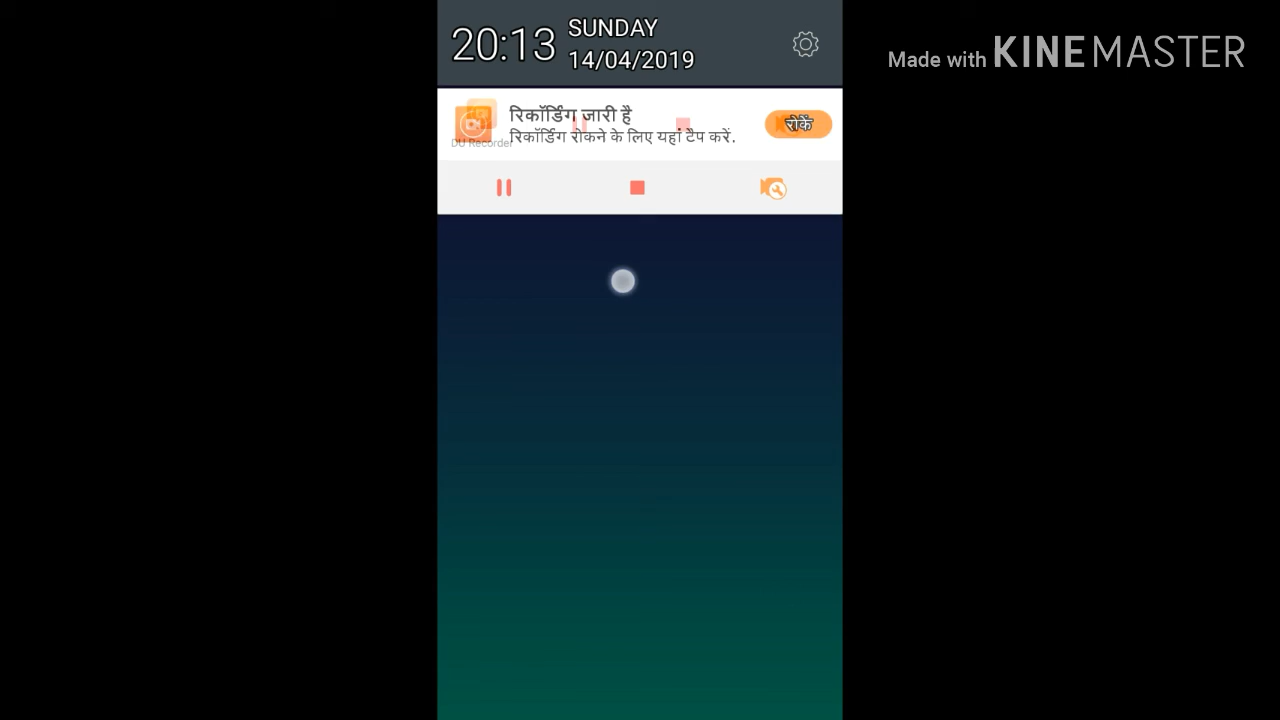 20:13
SUNDAY
14/04/2019
Made with KINEMASTER
रिकॉर्डिंग जारी है
रिकॉर्डिंग रोकने के लिए यहां टैप करें.
रोकें
DU Recorder